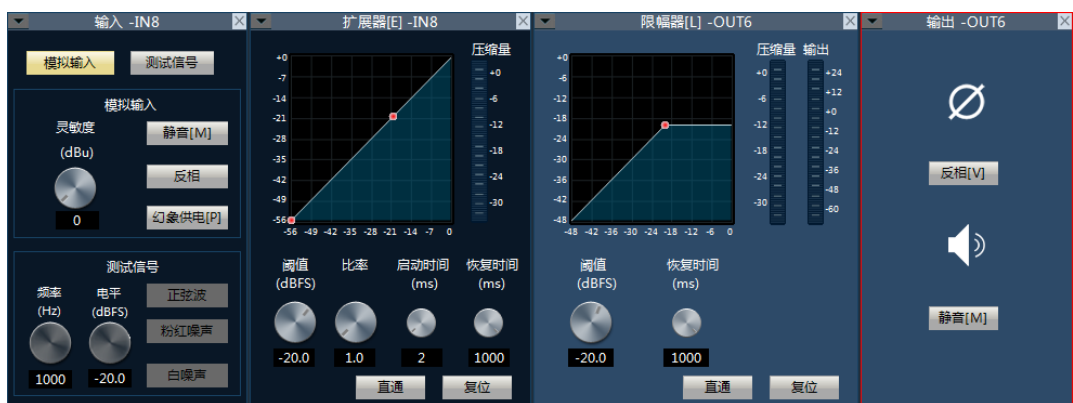 输入 -IN8
模拟输入
测试信号
模拟输入
灵敏度
(dBu)
0
静音[M]
反相
幻象供电[P]
测试信号
频率
(Hz)
电平
(dBFS)
1000
-20.0
正弦波
粉红噪声
白噪声
扩展器[E] -IN8
+0
-7
-14
-21
-28
-35
-42
-49
-56
-56 -49 -42 -35 -28 -21 -14 -7 0
压缩量
+0
-6
-12
-18
-24
-30
阈值
(dBFS)
-20.0
比率
1.0
启动时间
(ms)
2
恢复时间
(ms)
1000
直通
复位
限幅器[L] -OUT6
+0
-6
-12
-18
-24
-30
-36
-42
-48
-48 -42 -36 -30 -24 -18 -12 -6 0
压缩量
+0
-6
-12
-18
-24
-30
输出
+24
+12
+0
-12
-24
-36
-48
-60
阈值
(dBFS)
-20.0
恢复时间
(ms)
1000
直通
复位
输出 -OUT6
反相[V]
静音[M]